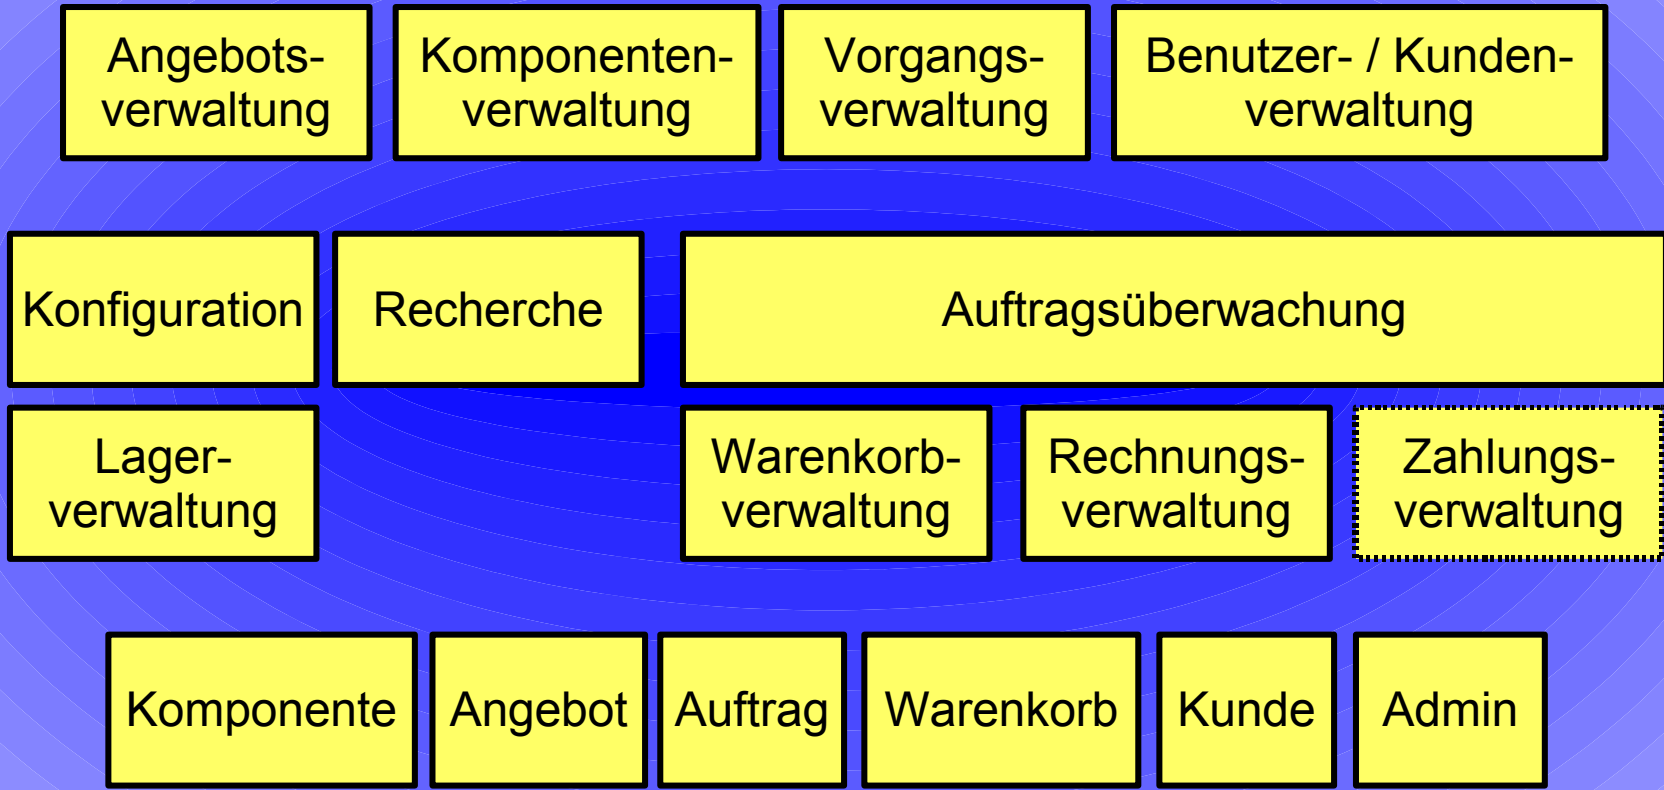 Angebots-
verwaltung
Komponenten-
verwaltung
Vorgangs-
verwaltung
Benutzer- / Kunden-
verwaltung
Konfiguration
Recherche
Auftragsüberwachung
Lager-
verwaltung
Warenkorb-
verwaltung
Rechnungs-
verwaltung
Zahlungs-
verwaltung
Komponente
Angebot
Auftrag
Warenkorb
Kunde
Admin